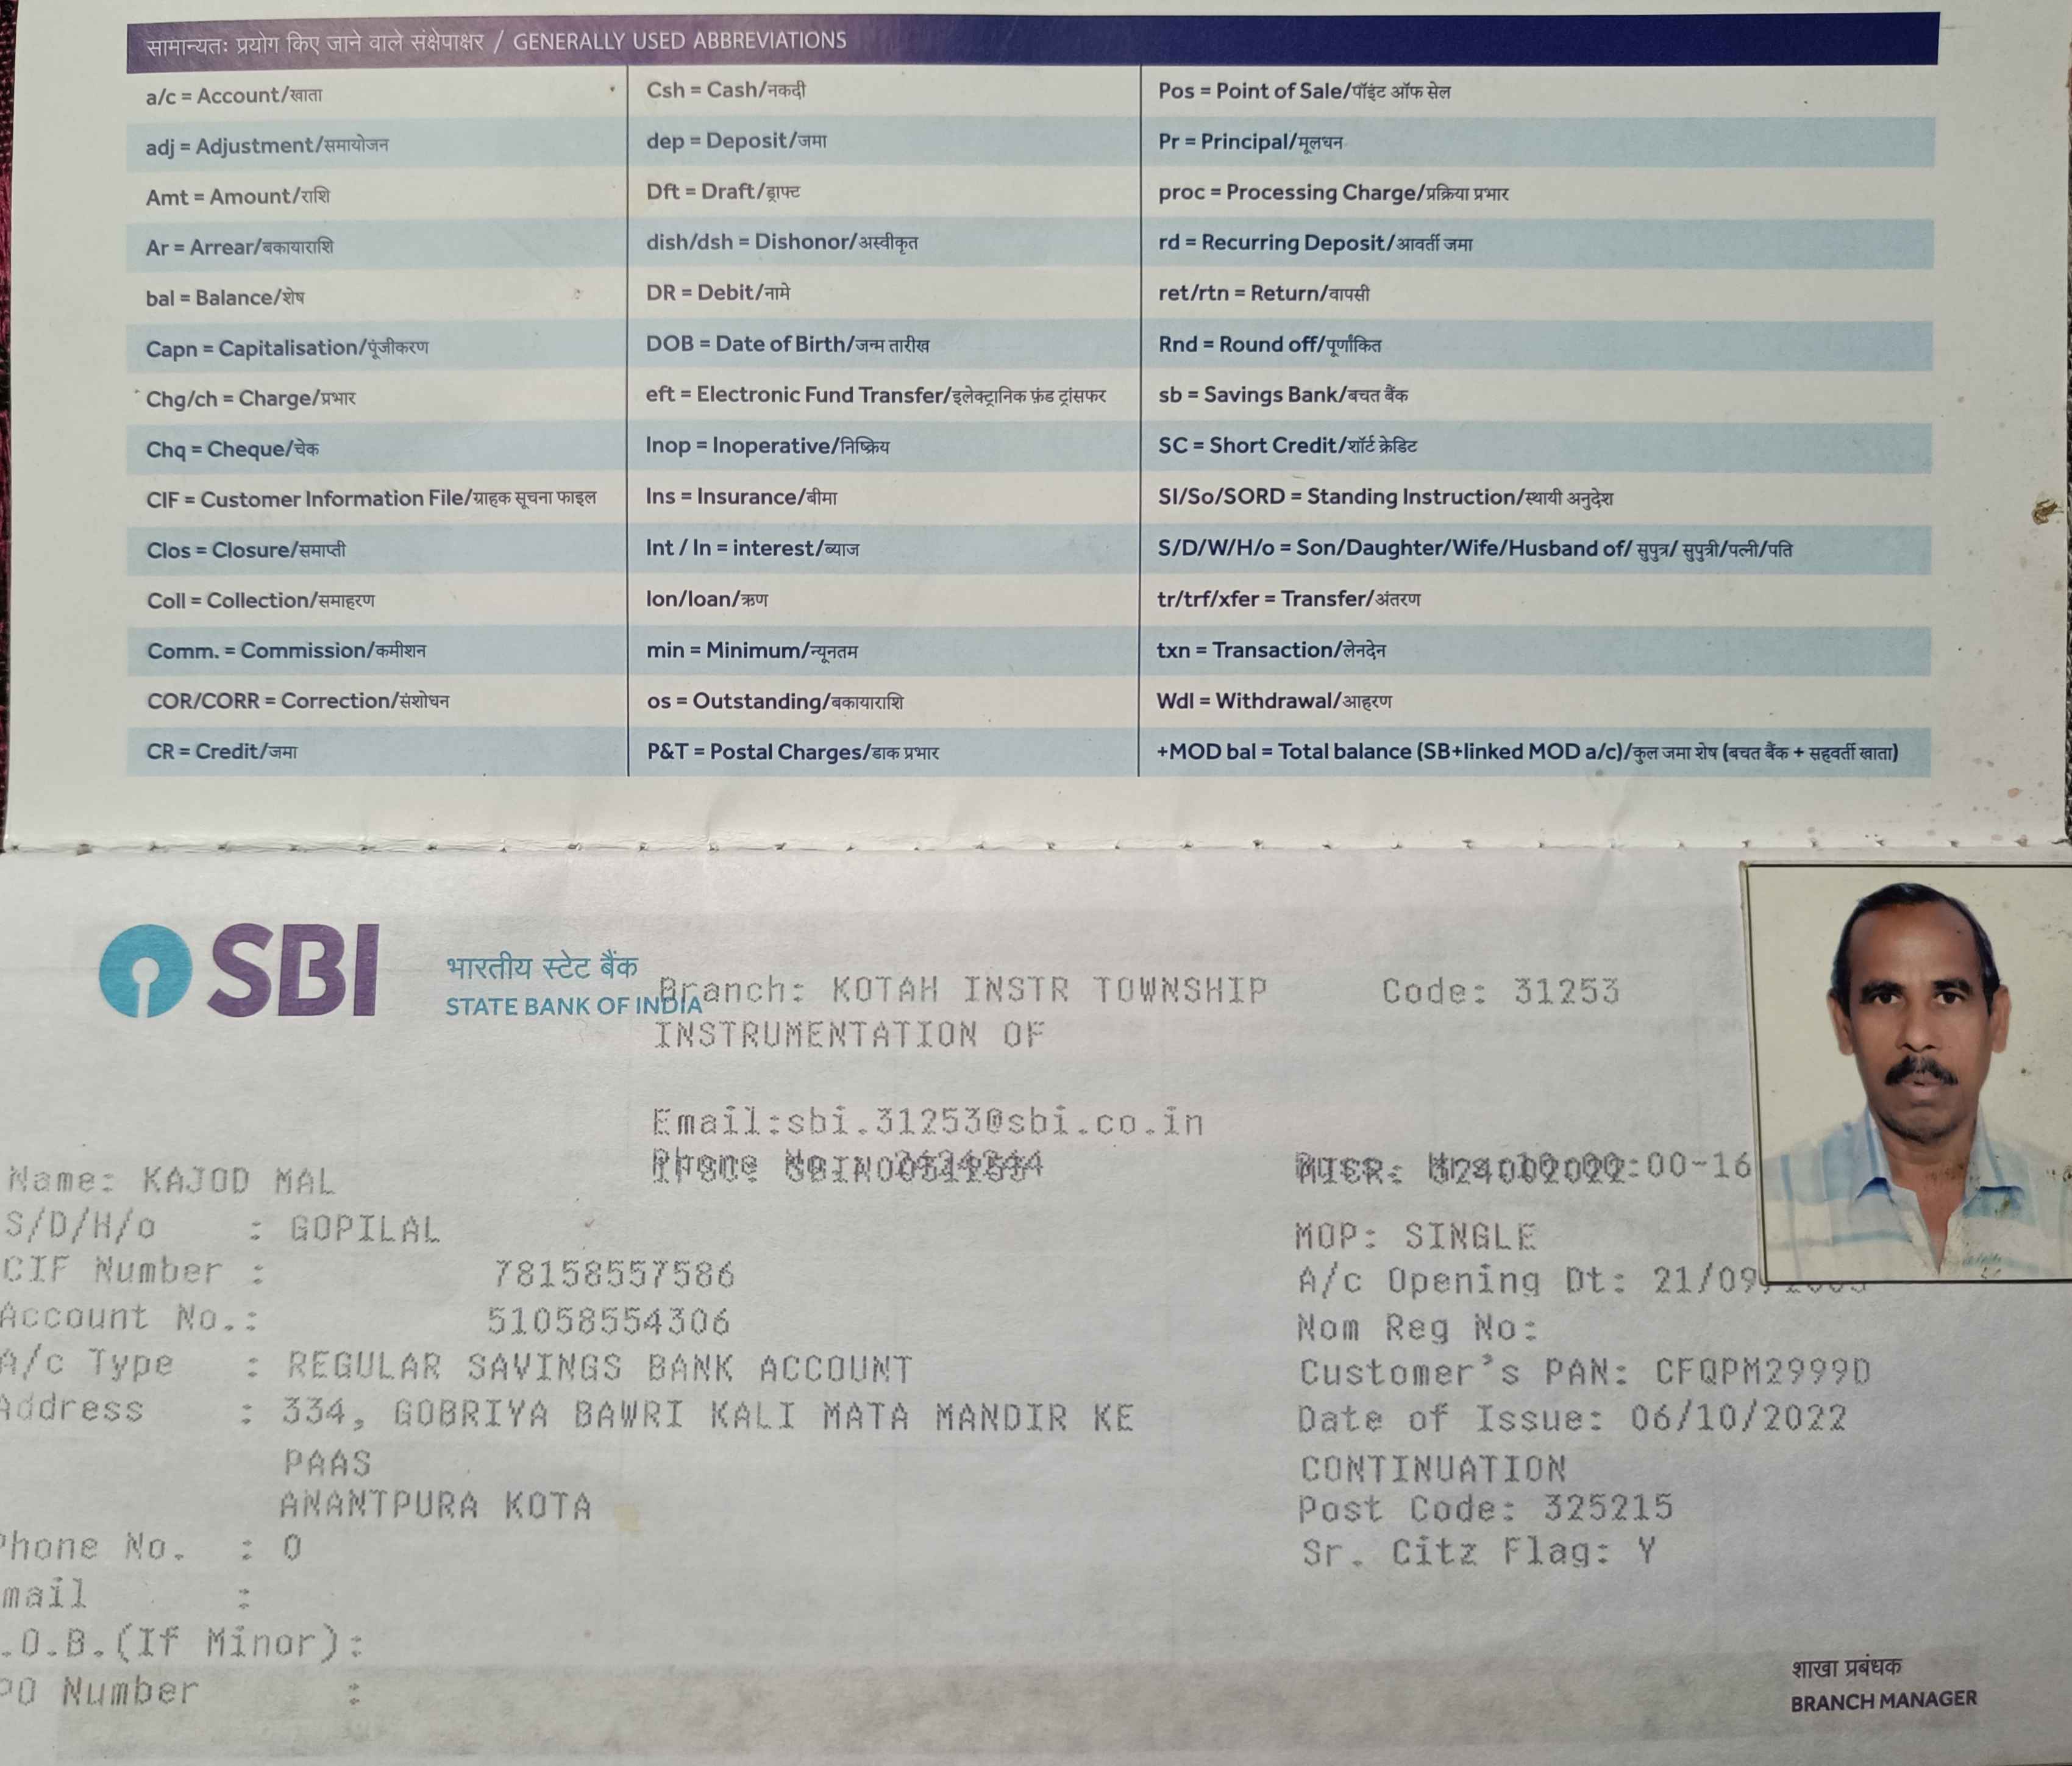 सामान्यतः प्रयोग किए जाने वाले संक्षेपाक्षर / GENERALLY USED ABBREVIATIONS
a/c = Account/खाता
adj = Adjustment/समायोजन
Amt = Amount/राशि
Ar = Arrear/बकायाराशि
bal = Balance/शेष
Capn = Capitalisation/पूंजीकरण
Chg/ch = Charge/प्रभार
Chq = Cheque/चेक
CIF = Customer Information File/ग्राहक सूचना फाइल
Clos = Closure/समाप्ती
Coll = Collection/समाहरण
Comm. = Commission/कमीशन
COR/CORR = Correction/संशोधन
CR = Credit/जमा
Csh = Cash/नकदी
dep = Deposit/जमा
Dft = Draft/ड्राफ्ट
dish/dsh = Dishonor/अस्वीकृत
DR = Debit/नामे
DOB = Date of Birth/जन्म तारीख
eft = Electronic Fund Transfer/इलेक्ट्रानिक फ़ंड ट्रांसफर
Inop = Inoperative/निष्क्रिय
Ins = Insurance/बीमा
Int / In = interest/ब्याज
lon/loan/ऋण
min = Minimum/न्यूनतम
os = Outstanding/बकायाराशि
P&T = Postal Charges/डाक प्रभार
Pos = Point of Sale/पॉइंट ऑफ सेल
Pr = Principal/मूलधन
proc = Processing Charge/प्रक्रिया प्रभार
rd = Recurring Deposit/आवर्ती जमा
ret/rtn = Return/वापसी
Rnd = Round off/पूर्णांकित
sb = Savings Bank/बचत बैंक
SC = Short Credit/शॉर्ट क्रेडिट
SI/So/SORD = Standing Instruction/स्थायी अनुदेश
S/D/W/H/o = Son/Daughter/Wife/Husband of/ सुपुत्र/ सुपुत्री/पत्नी/पति
tr/trf/xfer = Transfer/अंतरण
txn = Transaction/लेनदेन
Wdl = Withdrawal/आहरण
+MOD bal = Total balance (SB+linked MOD a/c)/कुल जमा शेष (बचत बैंक + सहवर्ती खाता)
SBI
भारतीय स्टेट बैंक
STATE BANK OF INDIA
Branch: KOTAH INSTR TOWNSHIP
Code: 31253
INSTRUMENTATION OF
Email:sbi.31253@sbi.co.in
Name: KAJOD MAL
S/D/H/o : GOPILAL
MOP: SINGLE
CIF Number : 78158557586
A/c Opening Dt: 21/09
Account No.: 51058554306
Nom Reg No:
A/c Type : REGULAR SAVINGS BANK ACCOUNT
Customer's PAN: CFQPM2999D
Address : 334, GOBRIYA BAWRI KALI MATA MANDIR KE
Date of Issue: 06/10/2022
PAAS
CONTINUATION
ANANTPURA KOTA
Post Code: 325215
Phone No. : 0
Sr. Citz Flag: Y
mail :
.O.B.(If Minor):
PO Number :
शाखा प्रबंधक
BRANCH MANAGER